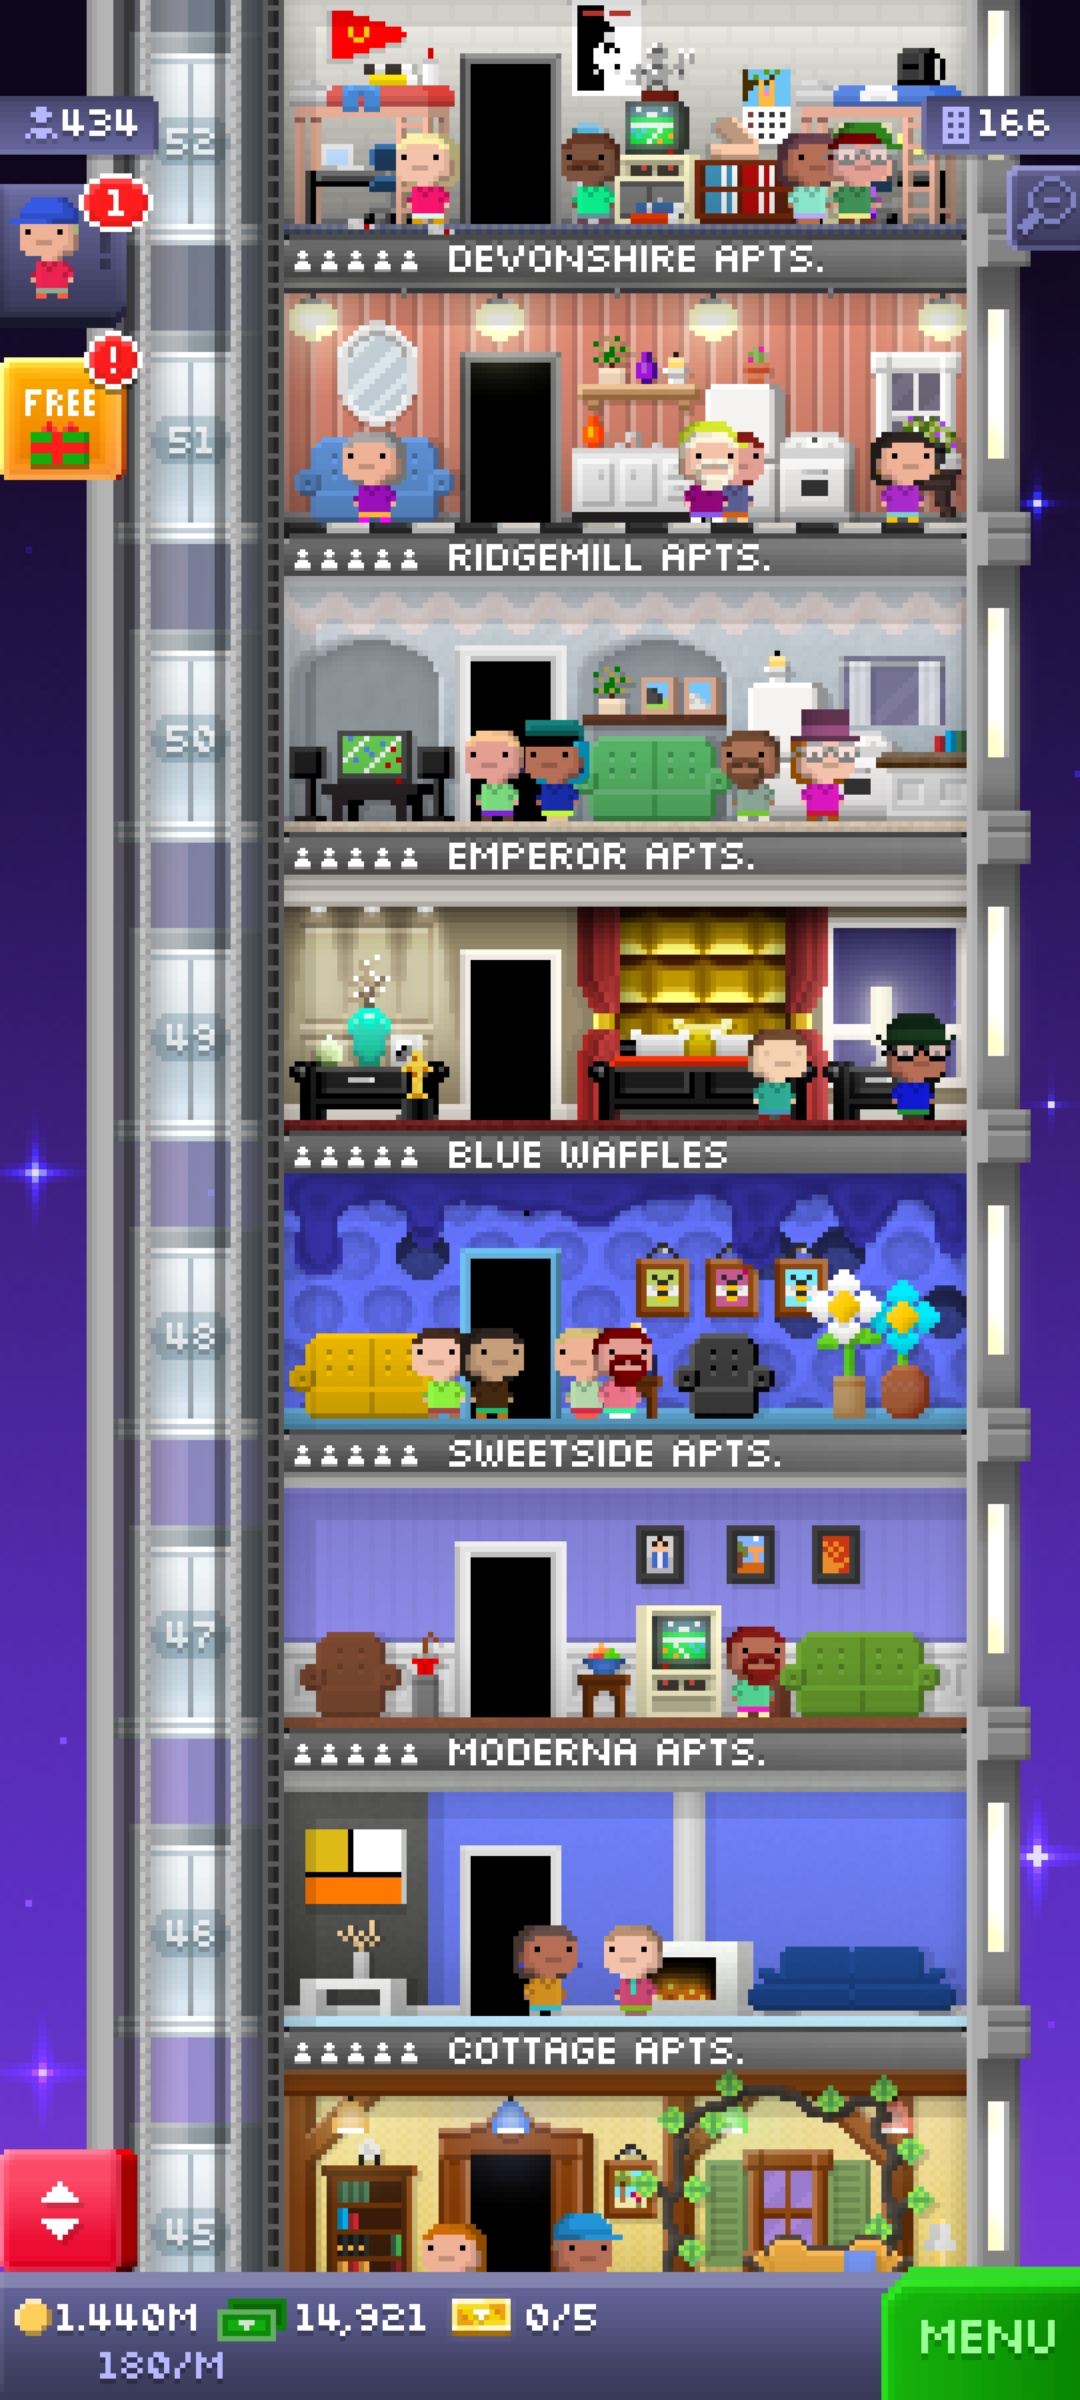 434
52
166
1
DEVONSHIRE APTS.
!
FREE
51
RIDGEMILL APTS.
50
EMPEROR APTS.
49
BLUE WAFFLES
48
SWEETSIDE APTS.
47
MODERNA APTS.
46
COTTAGE APTS.
45
1.440M 14,921 0/5
180/M
MENU